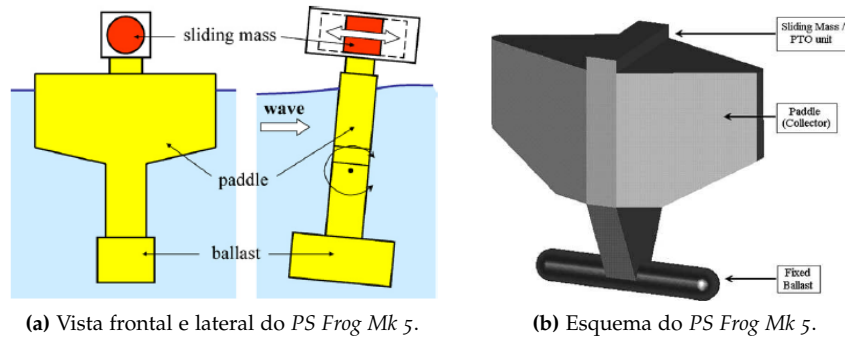 sliding mass
wave
paddle
ballast
Sliding Mass /
PTO unit
Paddle
(Collector)
Fixed
Ballast
(a) Vista frontal e lateral do PS Frog Mk 5.
(b) Esquema do PS Frog Mk 5.